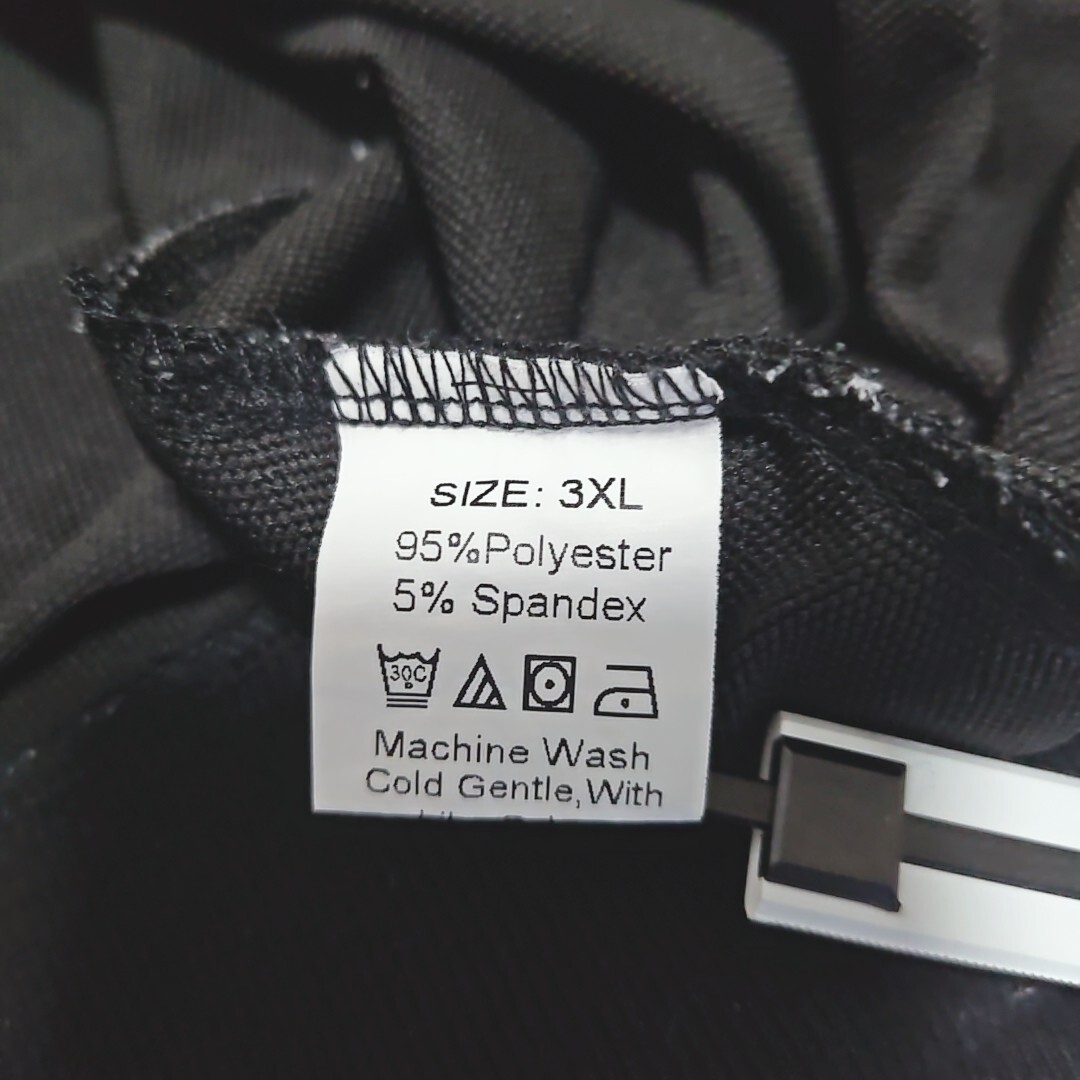 SIZE: 3XL
95%Polyester
5% Spandex
30C
Machine Wash
Cold Gentle,With